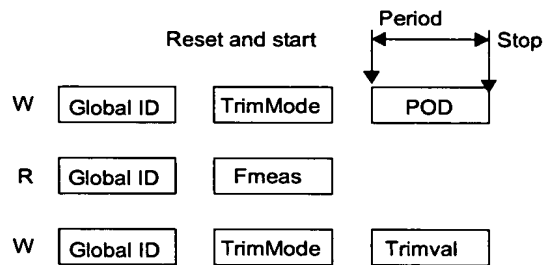 Period
Reset and start Stop
W Global ID TrimMode POD
R Global ID Fmeas
W Global ID TrimMode Trimval